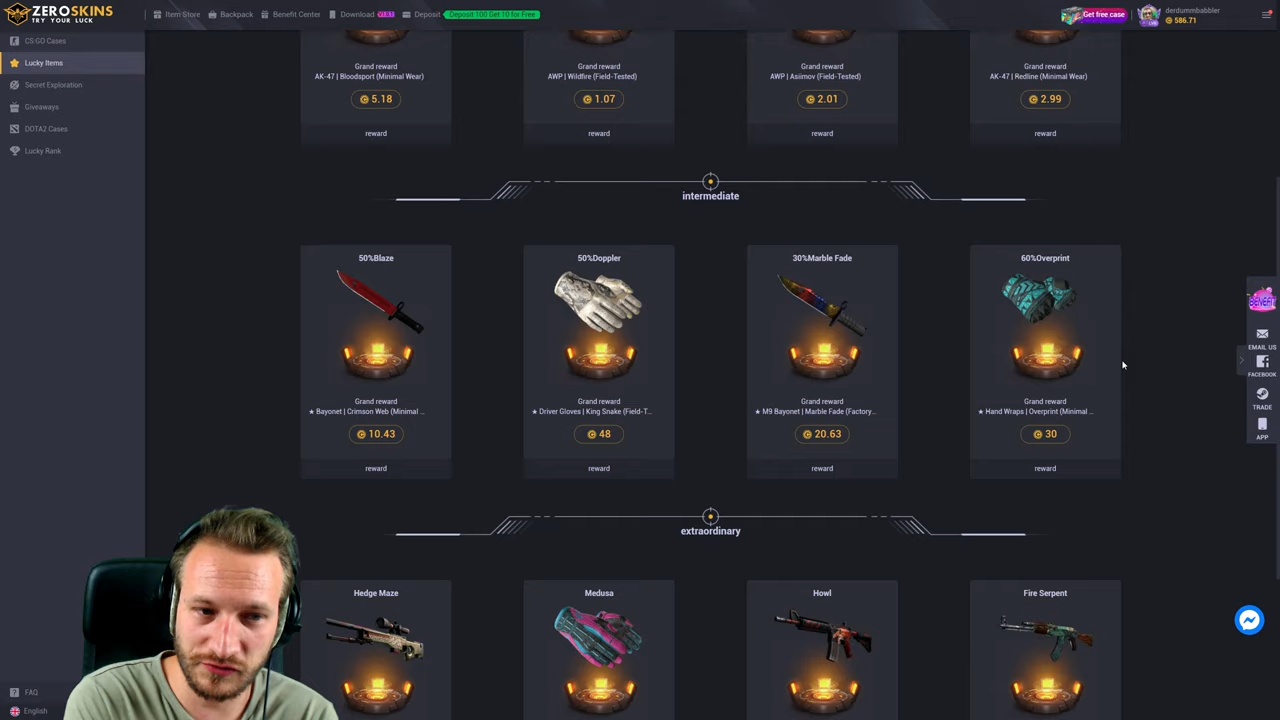 ZEROSKINS
TRY YOUR LUCK
Item Store
Backpack
Benefit Center
Download
Deposit
Deposit 100 Get 10 for Free
Get free case
derdummbabbler
586.71
CS:GO Cases
Lucky Items
Secret Exploration
Giveaways
DOTA2 Cases
Lucky Rank
Grand reward
AK-47 | Bloodsport (Minimal Wear)
5.18
reward
Grand reward
AWP | Wildfire (Field-Tested)
1.07
reward
Grand reward
AWP | Asiimov (Field-Tested)
2.01
reward
Grand reward
AK-47 | Redline (Minimal Wear)
2.99
reward
intermediate
50%Blaze
Grand reward
★ Bayonet | Crimson Web (Minimal ...
10.43
reward
50%Doppler
Grand reward
★ Driver Gloves | King Snake (Field-T...
48
reward
30%Marble Fade
Grand reward
★ M9 Bayonet | Marble Fade (Factory...
20.63
reward
60%Overprint
Grand reward
★ Hand Wraps | Overprint (Minimal ...
30
reward
extraordinary
Hedge Maze
Medusa
Howl
Fire Serpent
BENEFIT
EMAIL US
FACEBOOK
TRADE
APP
FAQ
English